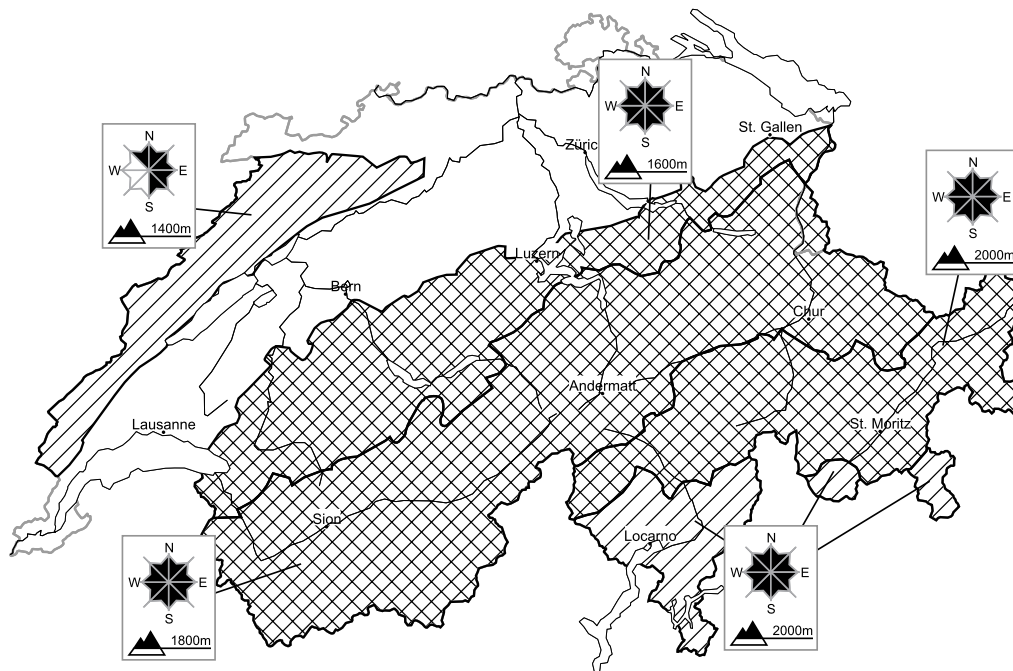 N
W E
S
1600m
St. Gallen
Züric
N
W E
S
1400m
N
W E
S
2000m
Luzern
Bern
Chur
Andermatt
Lausanne
St. Moritz
Sion
Locarno
N
W E
S
1800m
N
W E
S
2000m